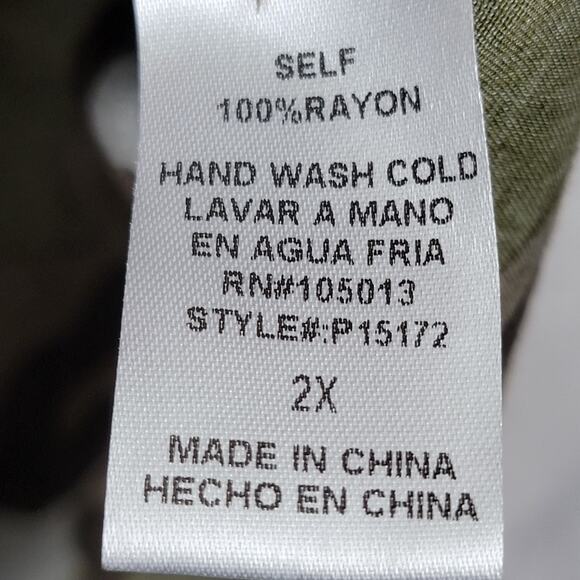 SELF
100%RAYON
HAND WASH COLD
LAVAR A MANO
EN AGUA FRIA
RN#105013
STYLE#:P15172
2X
MADE IN CHINA
HECHO EN CHINA